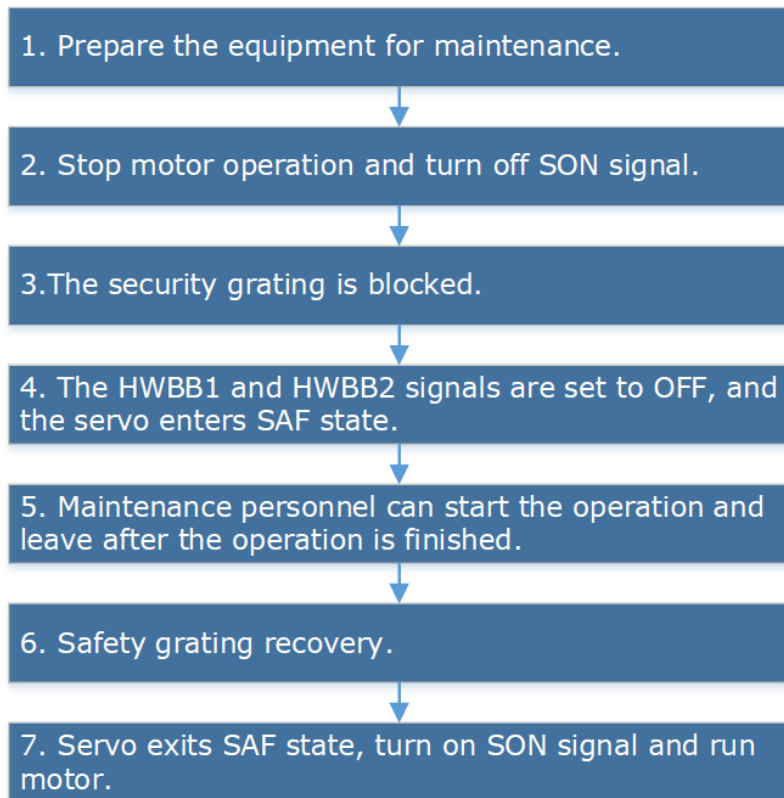 1. Prepare the equipment for maintenance.
2. Stop motor operation and turn off SON signal.
3.The security grating is blocked.
4. The HWBB1 and HWBB2 signals are set to OFF, and
the servo enters SAF state.
5. Maintenance personnel can start the operation and
leave after the operation is finished.
6. Safety grating recovery.
7. Servo exits SAF state, turn on SON signal and run
motor.